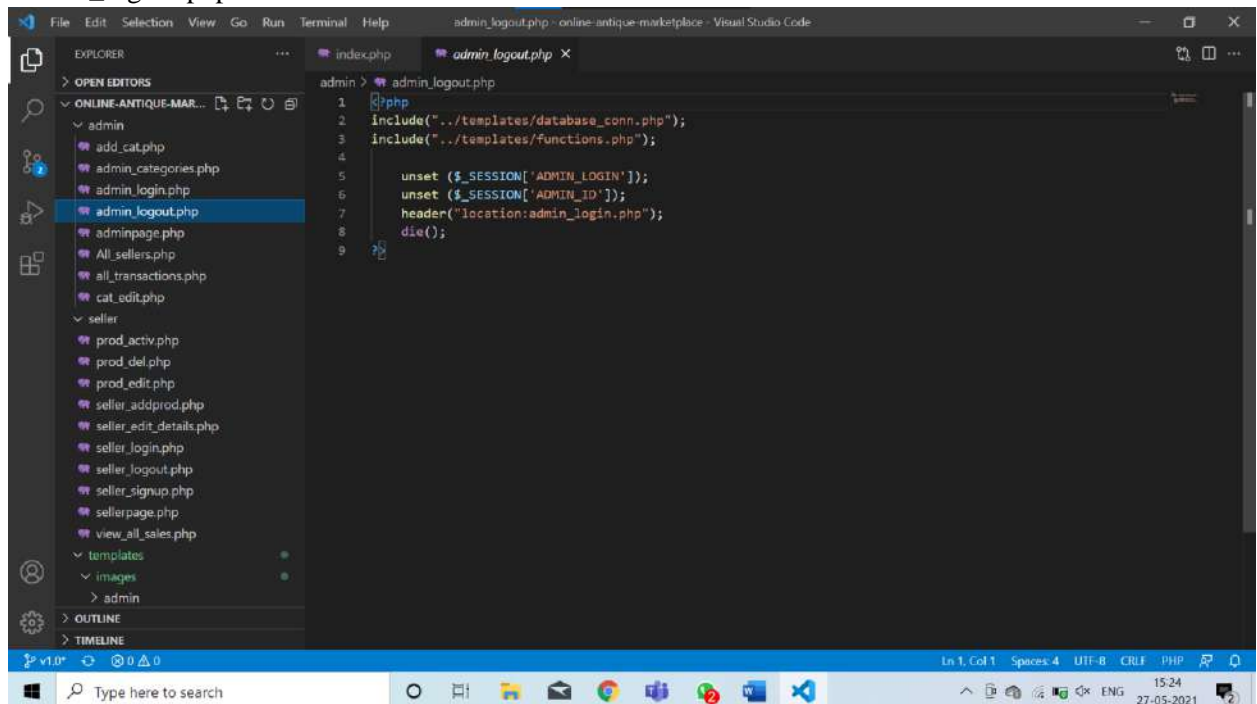 File Edit Selection View Go Run Terminal Help admin_logout.php - online-antique-marketplace - Visual Studio Code
EXPLORER
index.php admin_logout.php
OPEN EDITORS
admin > admin_logout.php
ONLINE-ANTIQUE-MAR...
admin
add_cat.php
admin_categories.php
admin_login.php
admin_logout.php
adminpage.php
All_sellers.php
all_transactions.php
cat_edit.php
seller
prod_activ.php
prod_del.php
prod_edit.php
seller_addprod.php
seller_edit_details.php
seller_login.php
seller_logout.php
seller_signup.php
sellerpage.php
view_all_sales.php
templates
images
admin
OUTLINE
TIMELINE
1 <?php
2 include("../templates/database_conn.php");
3 include("../templates/functions.php");
4
5 unset ($_SESSION['ADMIN_LOGIN']);
6 unset ($_SESSION['ADMIN_ID']);
7 header("location:admin_login.php");
8 die();
9 ?>
2
v1.0* 0 0 Ln 1, Col 1 Spaces: 4 UTF-8 CRLF PHP
Type here to search
ENG
15:24
27-05-2021
2